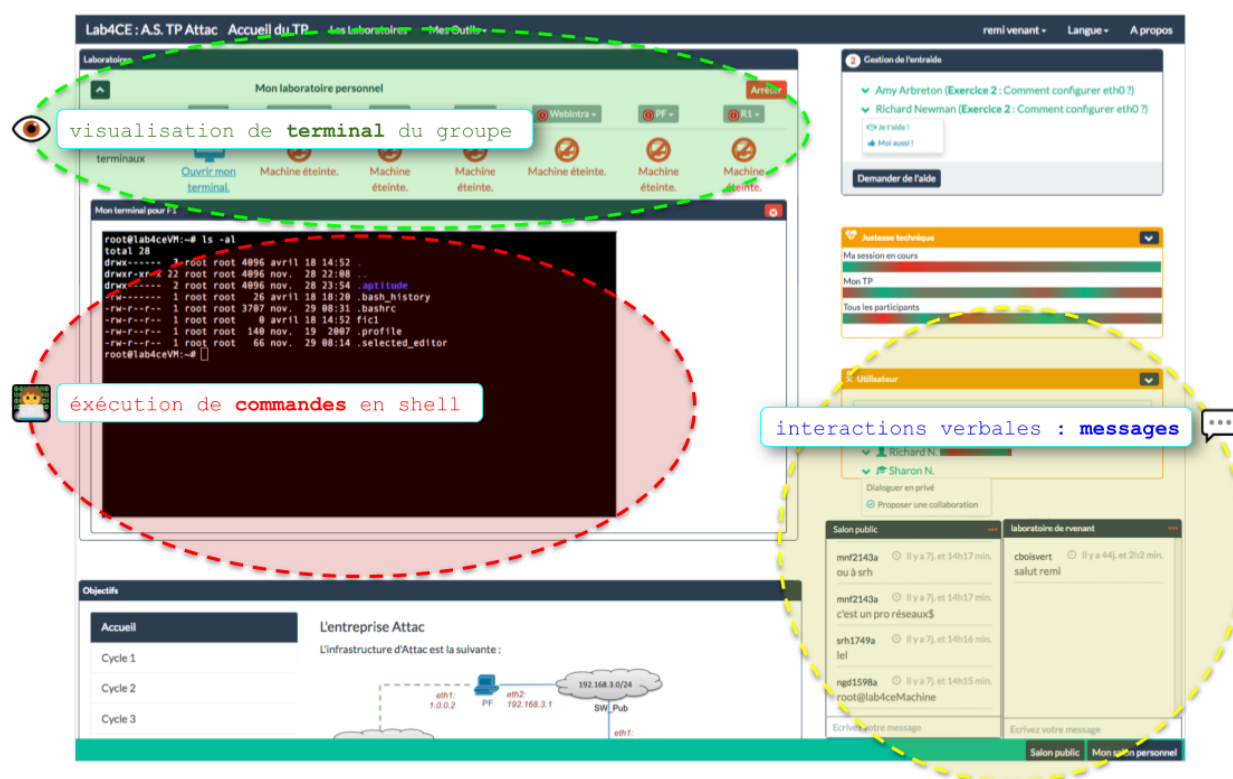 Lab4CE : A.S. TP Attac Accueil du TP Les Laboratoires Mes Outils remi venant Langue A propos
Laboratoires
Mon laboratoire personnel
Arrêter
WebIntra
PF
R1
visualisation de terminal du groupe
terminaux
Ouvrir mon terminal.
Machine éteinte.
Machine éteinte.
Machine éteinte.
Machine éteinte.
Machine éteinte.
Machine éteinte.
Mon terminal pour F1
root@lab4ceVM:~# ls -al
total 28
drwx------ 3 root root 4096 avril 18 14:52 .
drwxr-xr-x 22 root root 4096 nov. 28 22:08 ..
drwx------ 2 root root 4096 nov. 28 23:54 .aptitude
-rw------- 1 root root 26 avril 18 18:20 .bash_history
-rw-r--r-- 1 root root 3707 nov. 29 08:31 .bashrc
-rw-r--r-- 1 root root 0 avril 18 14:52 fic1
-rw-r--r-- 1 root root 140 nov. 19 2007 .profile
-rw-r--r-- 1 root root 66 nov. 29 08:14 .selected_editor
root@lab4ceVM:~#
éxécution de commandes en shell
Objectifs
Accueil
Cycle 1
Cycle 2
Cycle 3
L'entreprise Attac
L'infrastructure d'Attac est la suivante :
eth1:
1.0.0.2
PF
eth2:
192.168.3.1
192.168.3.0/24
SW_Pub
eth1:
2 Gestion de l'entraide
Amy Arbreton (Exercice 2 : Comment configurer eth0 ?)
Richard Newman (Exercice 2 : Comment configurer eth0 ?)
Je t'aide !
Moi aussi !
Demander de l'aide
Justesse technique
Ma session en cours
Mon TP
Tous les participants
Utilisateur
interactions verbales : messages
Richard N.
Sharon N.
Dialoguer en privé
Proposer une collaboration
Salon public
mnf2143a Il y a 7j. et 14h17 min.
ou à srh
mnf2143a Il y a 7j. et 14h17 min.
c'est un pro réseaux$
srh1749a Il y a 7j. et 14h16 min.
lel
ngd1598a Il y a 7j. et 14h15 min.
root@lab4ceMachine
Ecrivez votre message
laboratoire de rvenant
cboisvert Il y a 44j. et 2h2 min.
salut remi
Ecrivez votre message
Salon public
Mon salon personnel